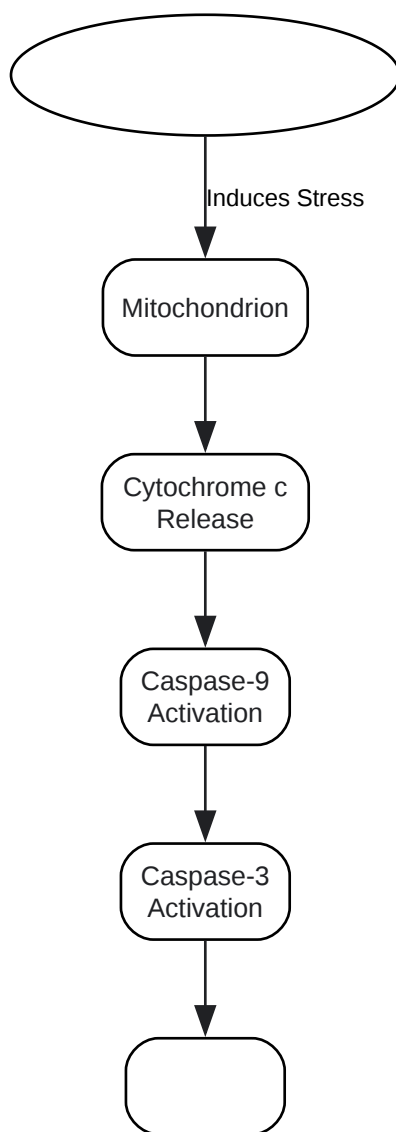 Induces Stress
Mitochondrion
Cytochrome c
Release
Caspase-9
Activation
Caspase-3
Activation